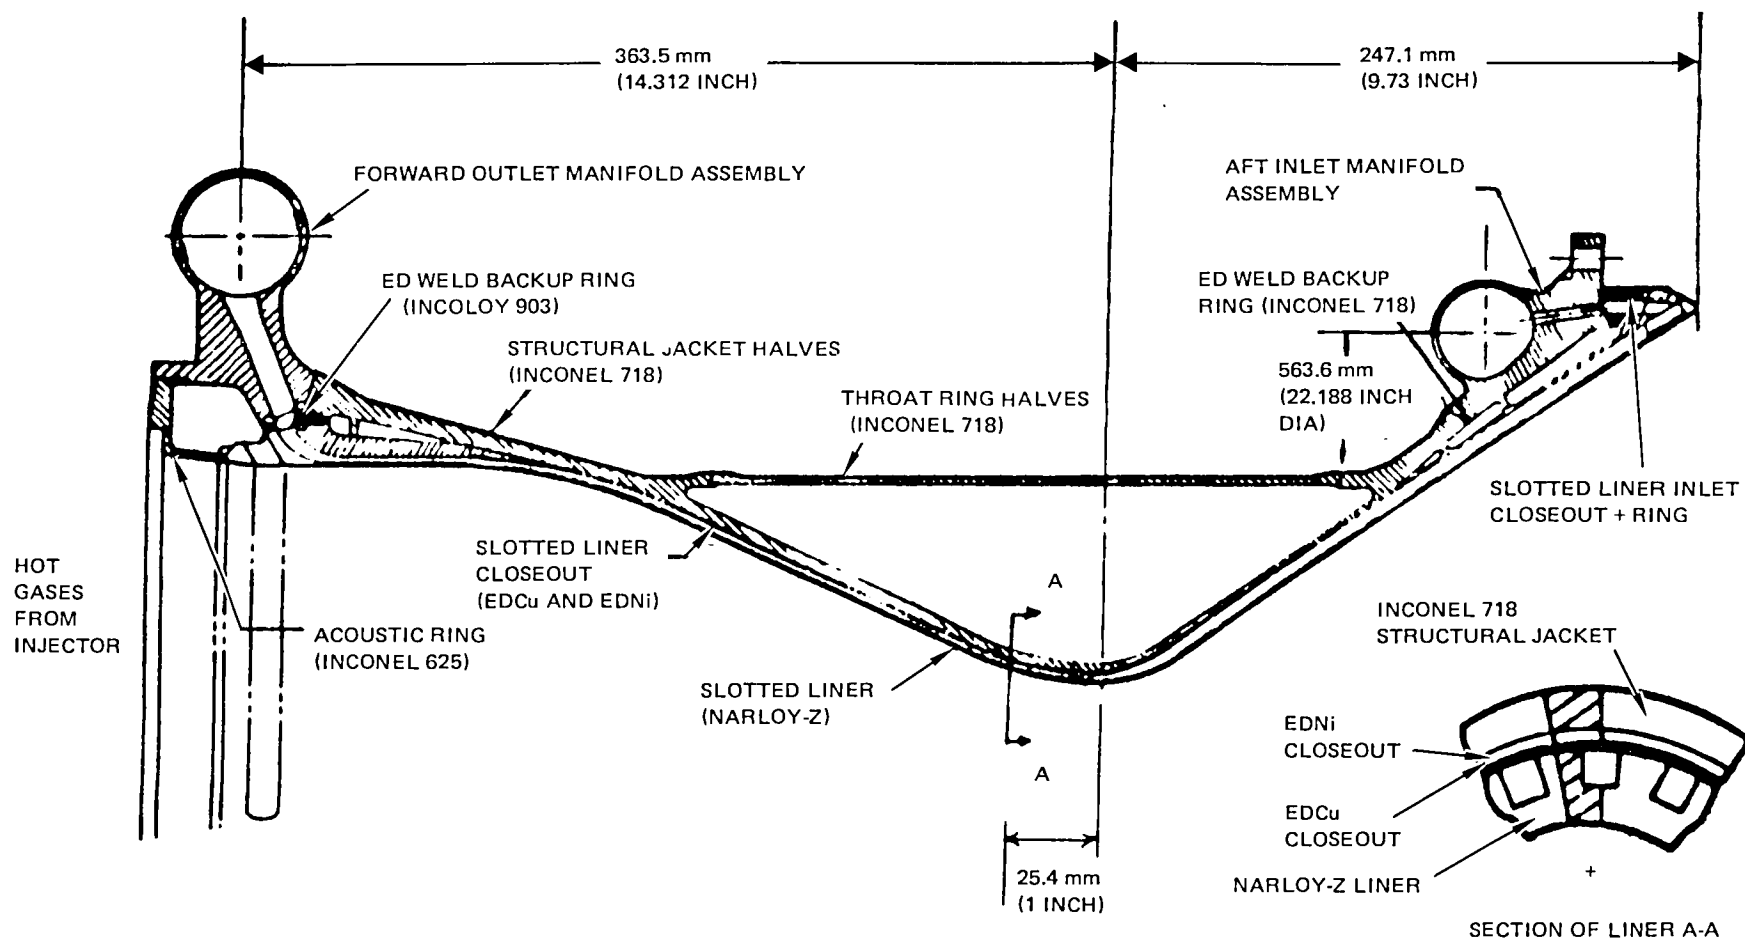 363.5 mm
(14.312 INCH)
247.1 mm
(9.73 INCH)
FORWARD OUTLET MANIFOLD ASSEMBLY
AFT INLET MANIFOLD
ASSEMBLY
ED WELD BACKUP RING
(INCOLOY 903)
ED WELD BACKUP
RING (INCONEL 718)
STRUCTURAL JACKET HALVES
(INCONEL 718)
THROAT RING HALVES
(INCONEL 718)
563.6 mm
(22.188 INCH
DIA)
SLOTTED LINER INLET
CLOSEOUT + RING
SLOTTED LINER
CLOSEOUT
(EDCu AND EDNi)
HOT
GASES
FROM
INJECTOR
ACOUSTIC RING
(INCONEL 625)
SLOTTED LINER
(NARLOY-Z)
A
A
25.4 mm
(1 INCH)
INCONEL 718
STRUCTURAL JACKET
EDNi
CLOSEOUT
EDCu
CLOSEOUT
NARLOY-Z LINER
+
SECTION OF LINER A-A